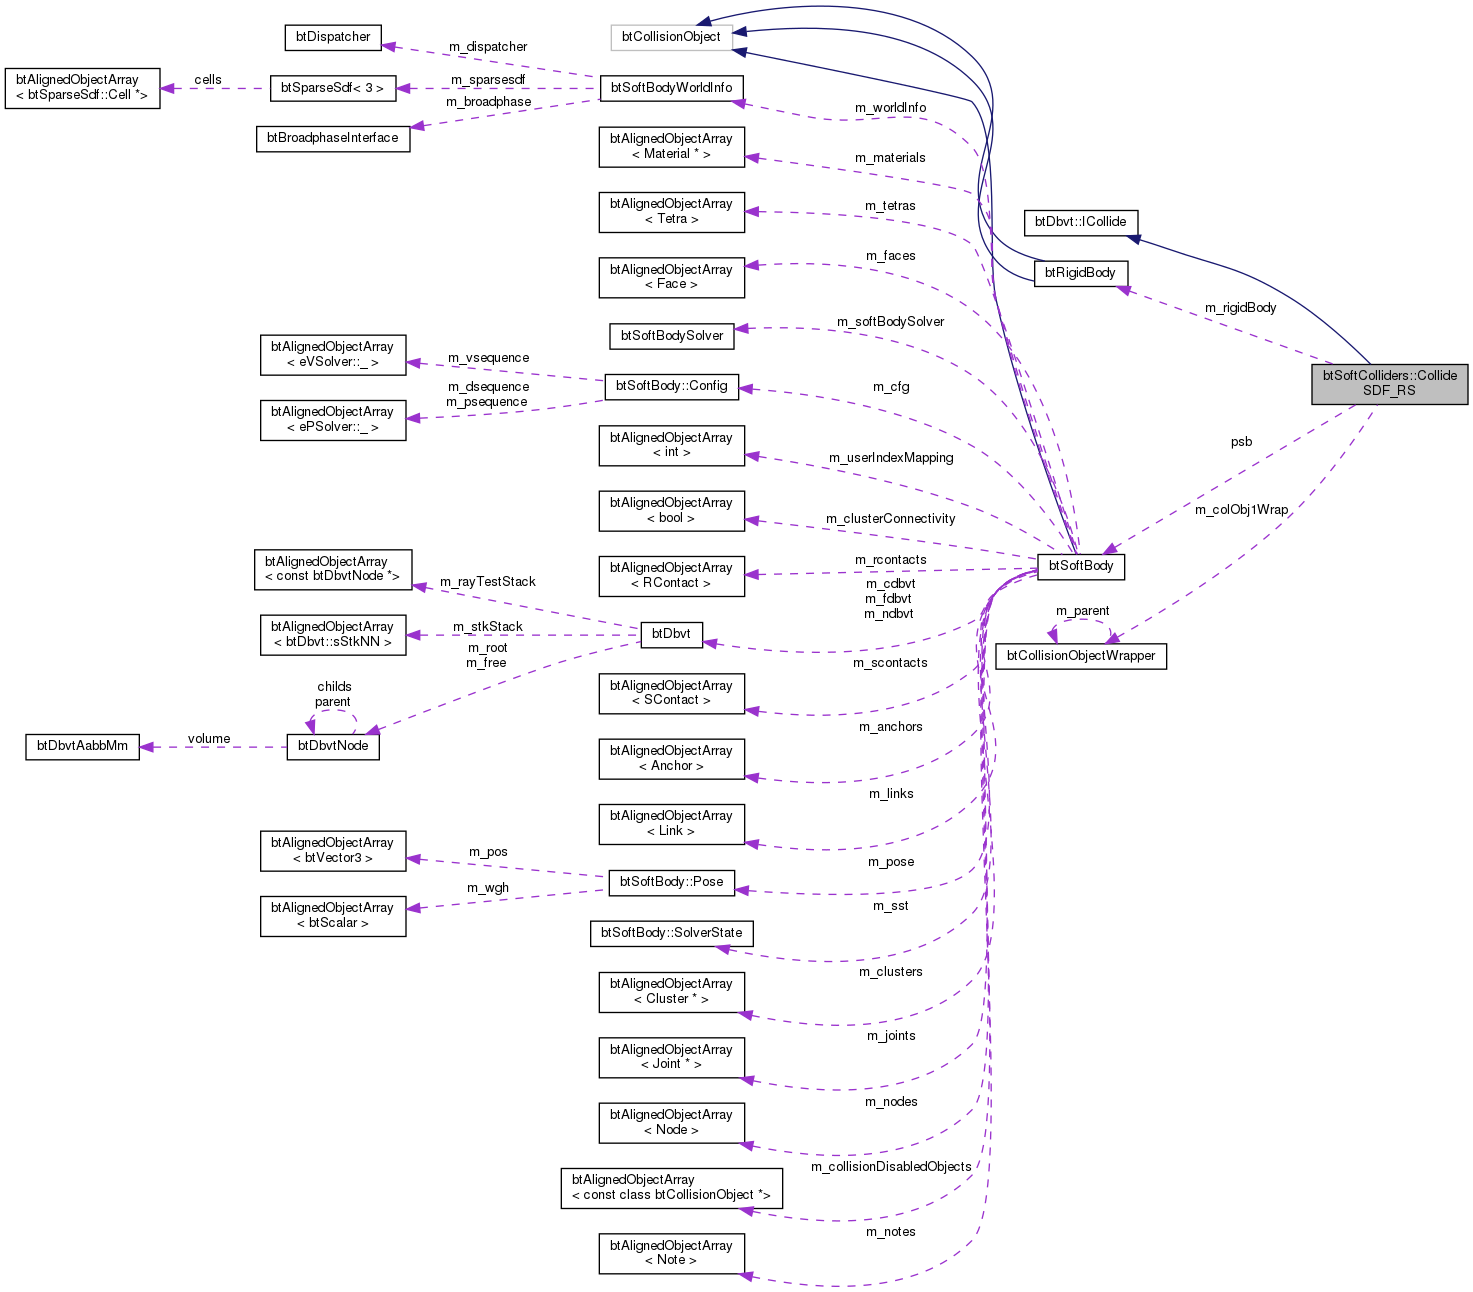 btDispatcher
btAlignedObjectArray
< btSparseSdf::Cell *>
cells
btSparseSdf< 3 >
btBroadphaseInterface
m_dispatcher
m_sparsesdf
m_broadphase
btCollisionObject
btSoftBodyWorldInfo
m_worldInfo
btAlignedObjectArray
< Material * >
m_materials
btAlignedObjectArray
< Tetra >
m_tetras
btAlignedObjectArray
< Face >
m_faces
btSoftBodySolver
m_softBodySolver
btAlignedObjectArray
< eVSolver::_ >
m_vsequence
btAlignedObjectArray
< ePSolver::_ >
m_dsequence
m_psequence
btSoftBody::Config
m_cfg
btAlignedObjectArray
< int >
m_userIndexMapping
btAlignedObjectArray
< bool >
m_clusterConnectivity
btAlignedObjectArray
< RContact >
m_rcontacts
m_cdbvt
m_fdbvt
m_ndbvt
btAlignedObjectArray
< const btDbvtNode *>
m_rayTestStack
btAlignedObjectArray
< btDbvt::sStkNN >
m_stkStack
btDbvt
m_root
m_free
childs
parent
btDbvtAabbMm
volume
btDbvtNode
btAlignedObjectArray
< SContact >
m_scontacts
btAlignedObjectArray
< Anchor >
m_anchors
btAlignedObjectArray
< Link >
m_links
btAlignedObjectArray
< btVector3 >
m_pos
btAlignedObjectArray
< btScalar >
m_wgh
btSoftBody::Pose
m_pose
btSoftBody::SolverState
m_sst
btAlignedObjectArray
< Cluster * >
m_clusters
btAlignedObjectArray
< Joint * >
m_joints
btAlignedObjectArray
< Node >
m_nodes
btAlignedObjectArray
< const class btCollisionObject *>
m_collisionDisabledObjects
btAlignedObjectArray
< Note >
m_notes
btDbvt::ICollide
btRigidBody
m_rigidBody
btSoftColliders::Collide
SDF_RS
psb
m_colObj1Wrap
btSoftBody
m_parent
btCollisionObjectWrapper